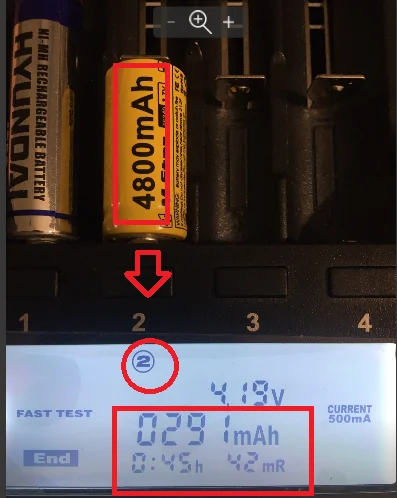 HYUNDAI
NI-MH RECHARGEABLE BATTERY
4800mAh
1
2
3
4
2
4.19V
FAST TEST
0291mAh
CURRENT
500mA
End
0:45h 42mR